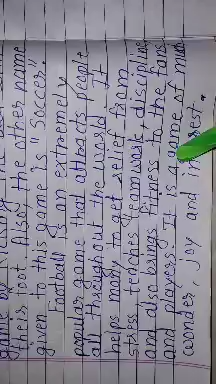 game by
their foot. Also, the other name
given to this game is "Soccer".
Football is an extremely
popular game that attracts people
all throughout the world. It
helps many to get relief from
stress, teaches teamwork, discipline
and also brings fitness to the fans
and players. It is a game of much
wonder, joy and